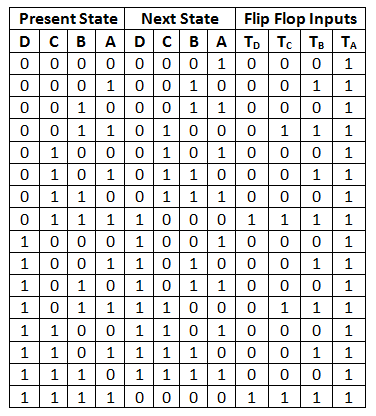 Present State Next State Flip Flop Inputs
D C B A D C B A TD TC TB TA
0 0 0 0 0 0 0 1 0 0 0 1
0 0 0 1 0 0 1 0 0 0 1 1
0 0 1 0 0 0 1 1 0 0 0 1
0 0 1 1 0 1 0 0 0 1 1 1
0 1 0 0 0 1 0 1 0 0 0 1
0 1 0 1 0 1 1 0 0 0 1 1
0 1 1 0 0 1 1 1 0 0 0 1
0 1 1 1 1 0 0 0 1 1 1 1
1 0 0 0 1 0 0 1 0 0 0 1
1 0 0 1 1 0 1 0 0 0 1 1
1 0 1 0 1 0 1 1 0 0 0 1
1 0 1 1 1 1 0 0 0 1 1 1
1 1 0 0 1 1 0 1 0 0 0 1
1 1 0 1 1 1 1 0 0 0 1 1
1 1 1 0 1 1 1 1 0 0 0 1
1 1 1 1 0 0 0 0 1 1 1 1